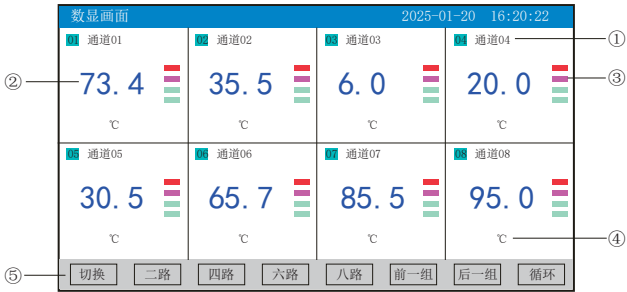 数显画面 2025-01-20 16:20:22
01 通道01 02 通道02 03 通道03 04 通道04 ①
② 73.4 35.5 6.0 20.0 ③
℃ ℃ ℃ ℃
05 通道05 06 通道06 07 通道07 08 通道08
30.5 65.7 85.5 95.0
℃ ℃ ℃ ℃ ④
⑤ 切换 二路 四路 六路 八路 前一组 后一组 循环